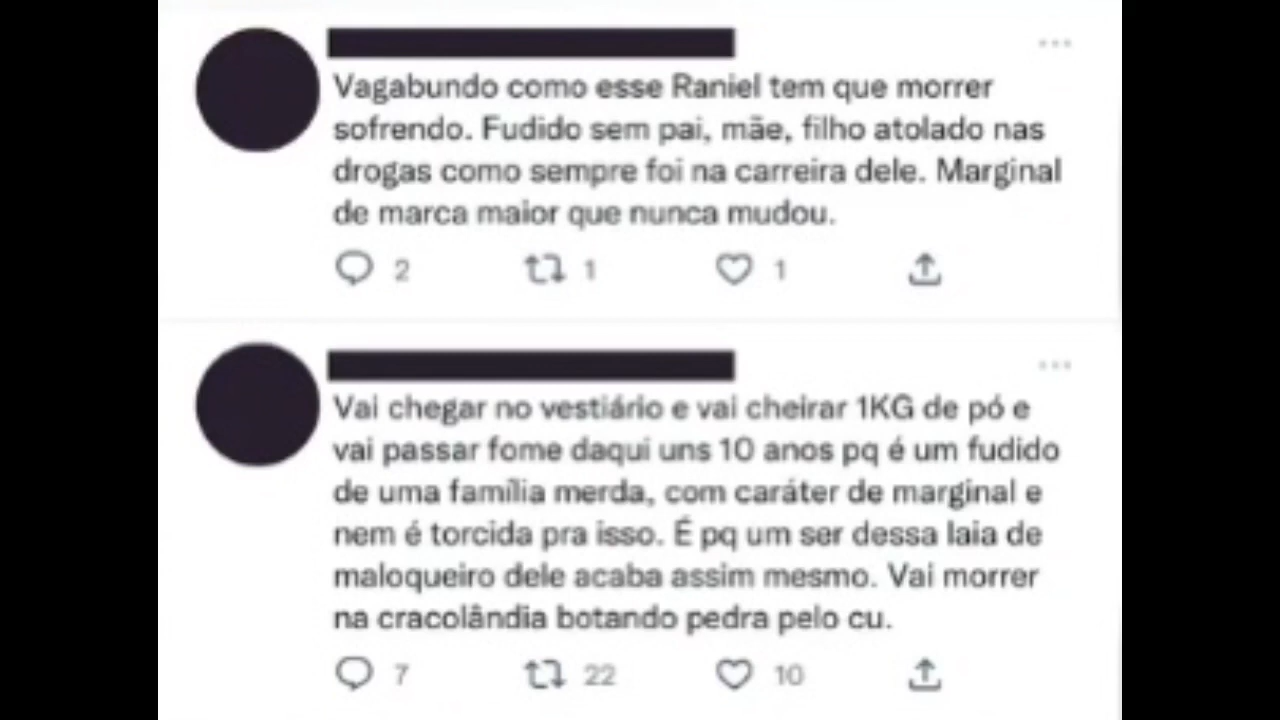 Vagabundo como esse Raniel tem que morrer
sofrendo. Fudido sem pai, mãe, filho atolado nas
drogas como sempre foi na carreira dele. Marginal
de marca maior que nunca mudou.
2 1 1
Vai chegar no vestiário e vai cheirar 1KG de pó e
vai passar fome daqui uns 10 anos pq é um fudido
de uma família merda, com caráter de marginal e
nem é torcida pra isso. É pq um ser dessa laia de
maloqueiro dele acaba assim mesmo. Vai morrer
na cracolândia botando pedra pelo cu.
7 22 10